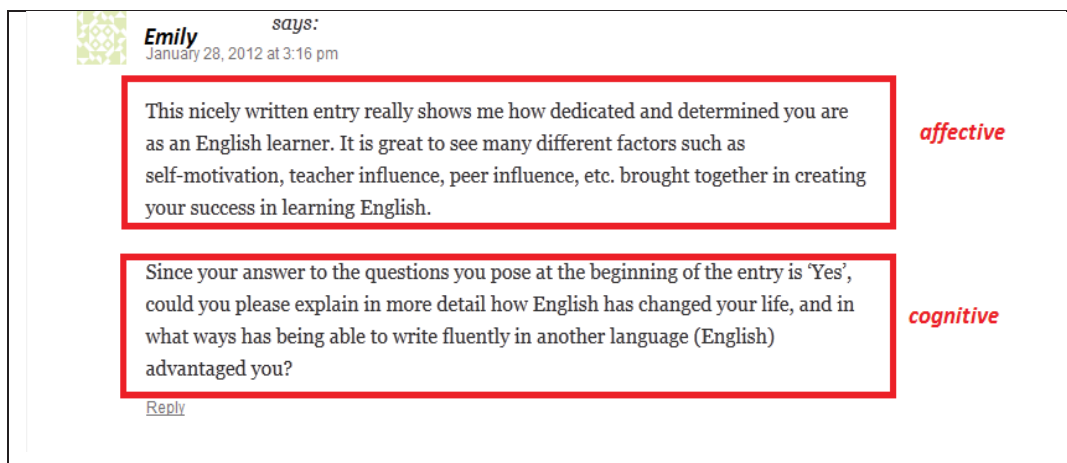 Emily says:
January 28, 2012 at 3:16 pm
This nicely written entry really shows me how dedicated and determined you are
as an English learner. It is great to see many different factors such as
self-motivation, teacher influence, peer influence, etc. brought together in creating
your success in learning English.
affective
Since your answer to the questions you pose at the beginning of the entry is ‘Yes’,
could you please explain in more detail how English has changed your life, and in
what ways has being able to write fluently in another language (English)
advantaged you?
cognitive
Reply